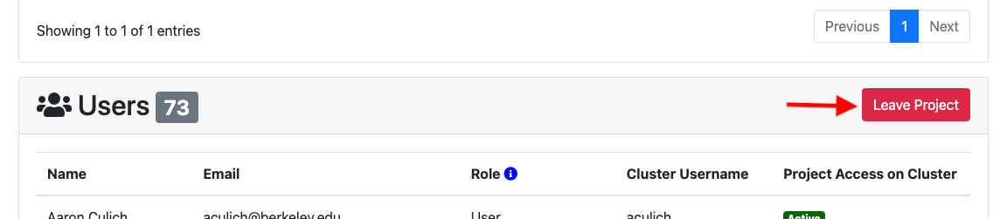 Showing 1 to 1 of 1 entries
Previous 1 Next
Users 73
Leave Project
Name Email Role Cluster Username Project Access on Cluster
Aaron Culich aculich@berkeley.edu User aculich Active